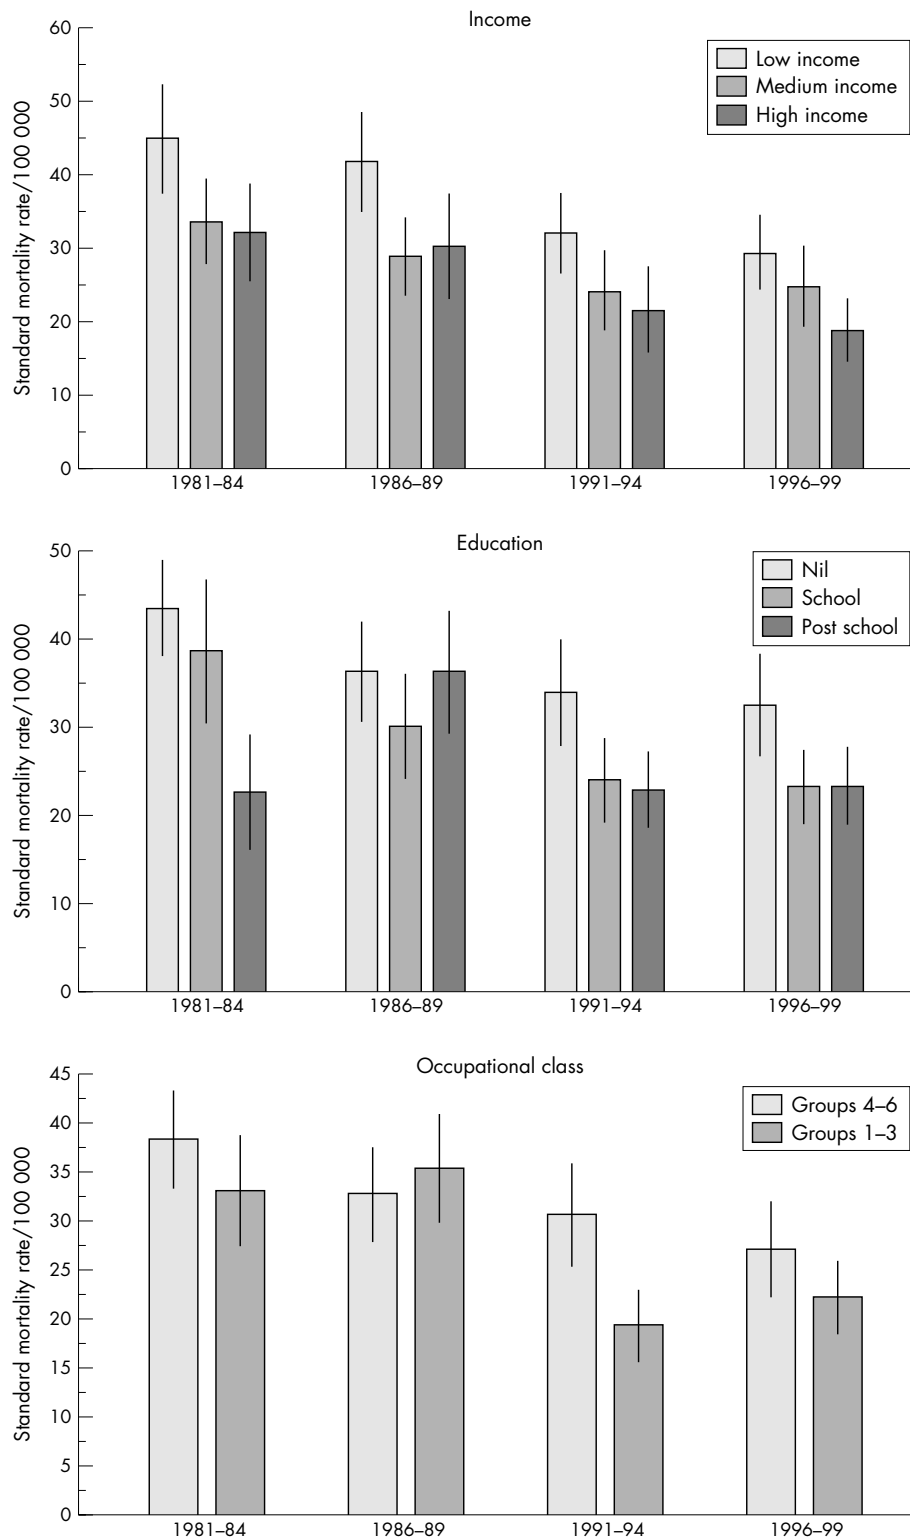 Income
Low income
Medium income
High income
Standard mortality rate/100 000
60
50
40
30
20
10
0
1981–84 1986–89 1991–94 1996–99
Education
Nil
School
Post school
Standard mortality rate/100 000
50
40
30
20
10
0
1981–84 1986–89 1991–94 1996–99
Occupational class
Groups 4–6
Groups 1–3
Standard mortality rate/100 000
45
40
35
30
25
20
15
10
5
0
1981–84 1986–89 1991–94 1996–99